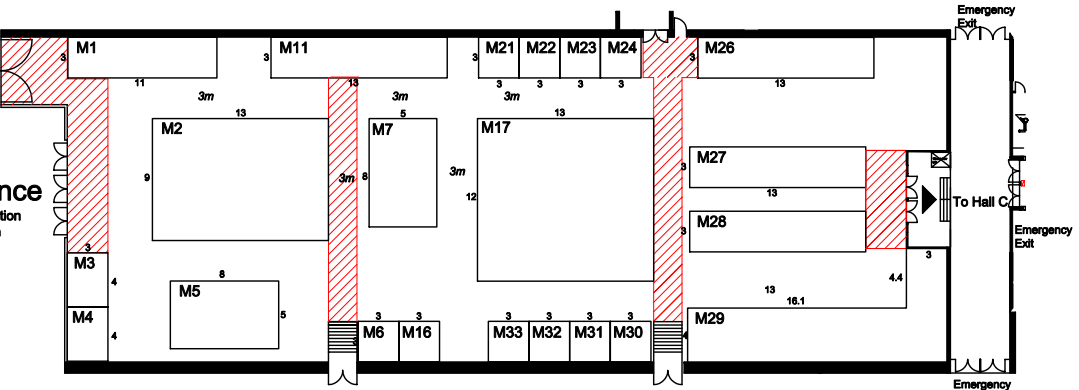 Emergency
Exit
M1
M11
M21
M22
M23
M24
M26
3
3
3
3
11
13
3
3
3
3
13
3m
3m
3m
13
5
13
M2
M7
M17
M27
3
9
3m
8
3m
12
13
nce
tion
To Hall C
M28
3
Emergency
Exit
3
3
M3
4
8
M5
5
4.4
13
16.1
M4
4
3
3
3
3
3
3
M6
M16
M33
M32
M31
M30
M29
4
Emergency